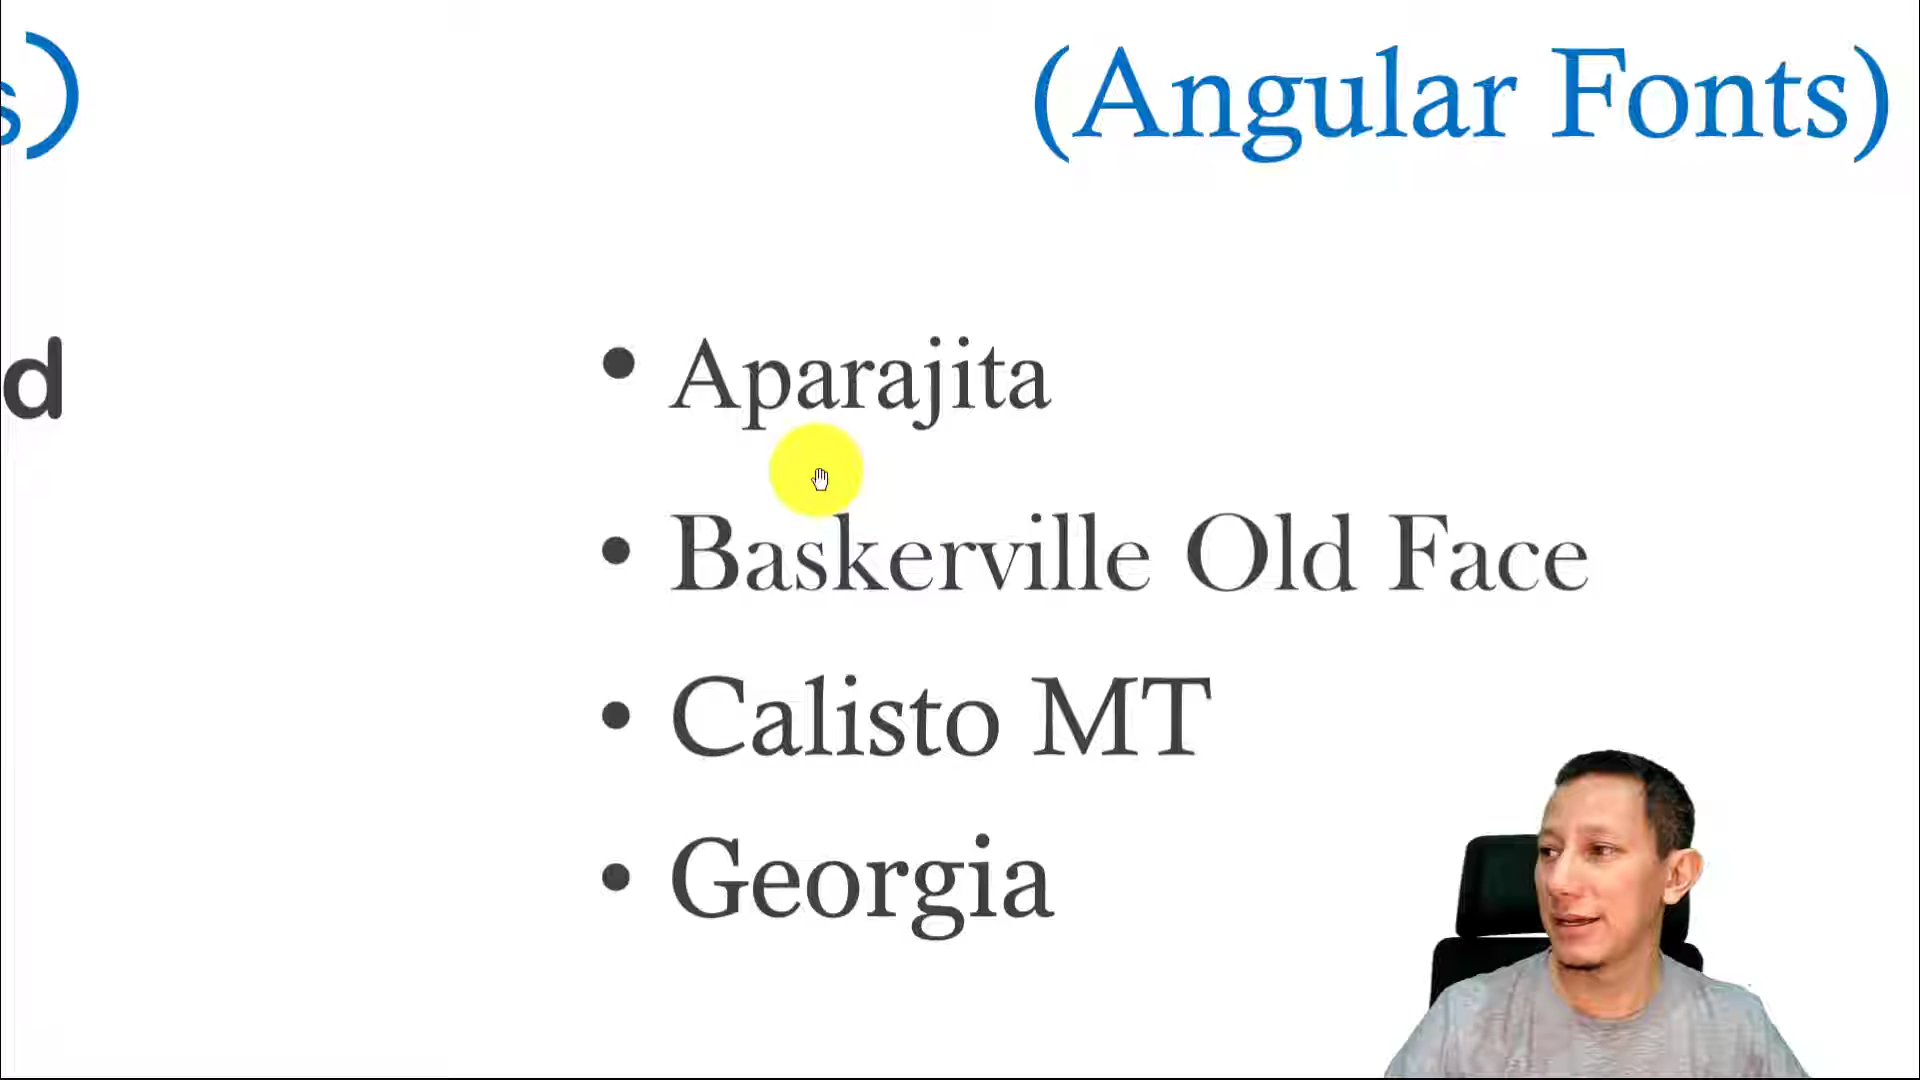 s)
(Angular Fonts)
d
• Aparajita
• Baskerville Old Face
• Calisto MT
• Georgia